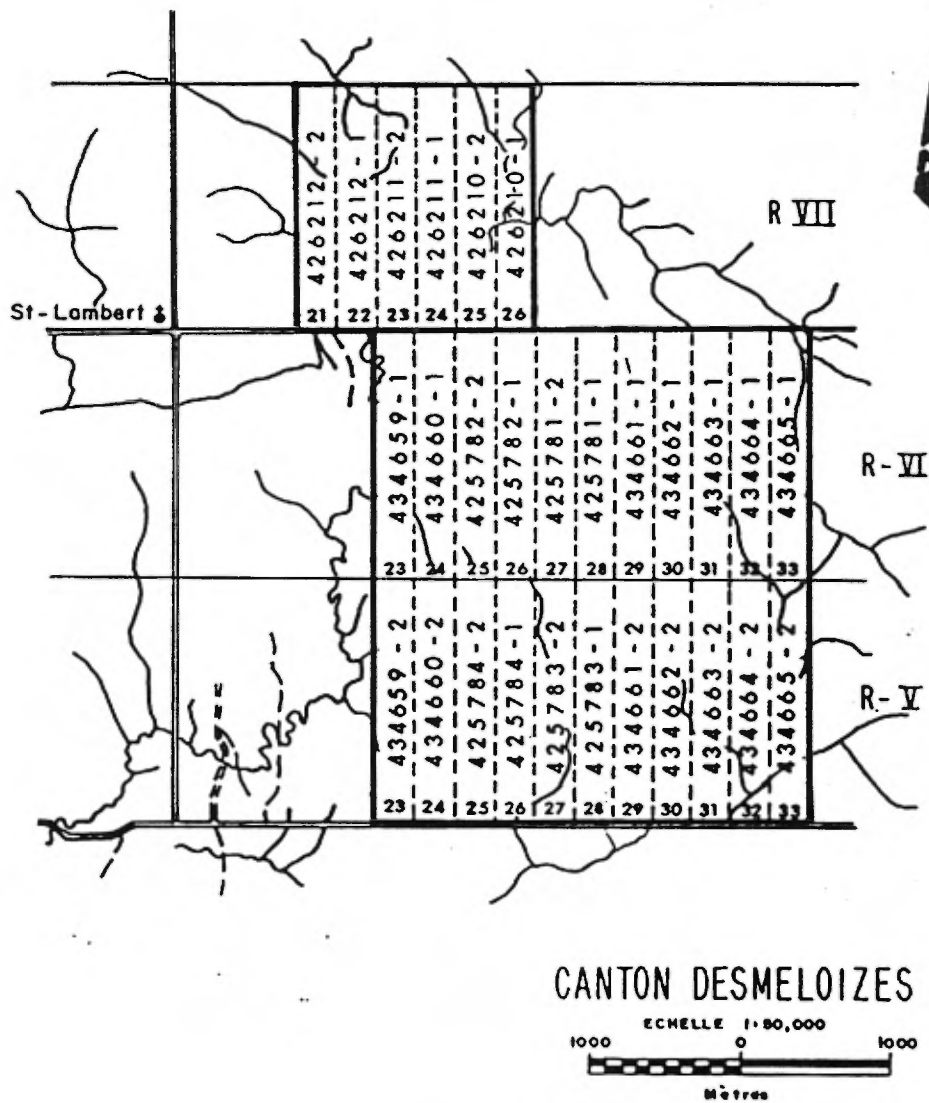 426212 - 2
426212 - 1
426211 - 2
426211 - 1
426210 - 2
426210 - 1
R VII
St-Lambert
21 22 23 24 25 26
434659 - 1
434660 - 1
425782 - 2
425782 - 1
425781 - 2
425781 - 1
434661 - 1
434662 - 1
434663 - 1
434664 - 1
434665 - 1
R - VI
23 24 25 26 27 28 29 30 31 32 33
434659 - 2
434660 - 2
425784 - 2
425784 - 1
425783 - 2
425783 - 1
434661 - 2
434662 - 2
434663 - 2
434664 - 2
434665 - 2
R - V
23 24 25 26 27 28 29 30 31 32 33
CANTON DESMELOIZES
ECHELLE 1:50,000
1000 0 1000
Mètres